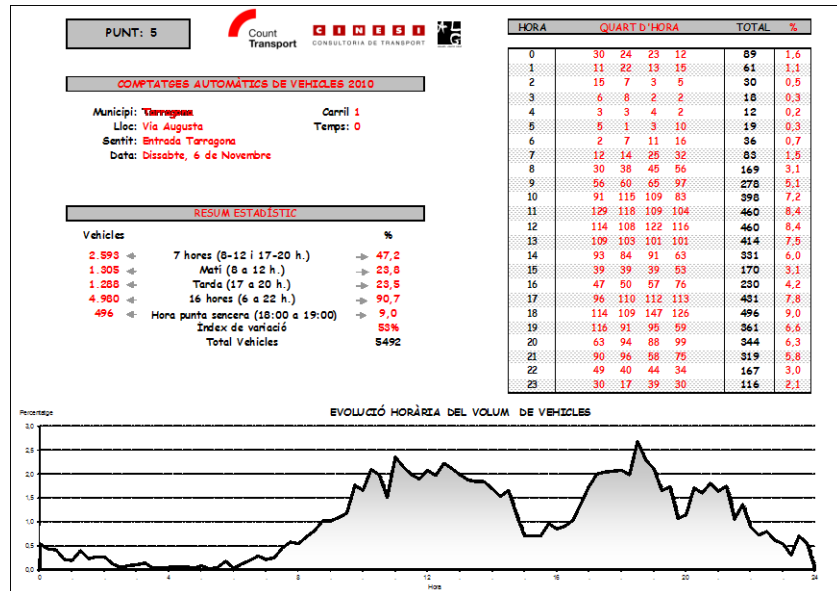 PUNT: 5
Count
Transport
CINESI
CONSULTORIA DE TRANSPORT
COMPTATGES AUTOMÀTICS DE VEHICLES 2010
Municipi: Tarragona Carril 1
Lloc: Via Augusta Temps: 0
Sentit: Entrada Tarragona
Data: Dissabte, 6 de Novembre
RESUM ESTADÍSTIC
Vehicles %
2.593 7 hores (8-12 i 17-20 h.) 47,2
1.305 Matí (8 a 12 h.) 23,8
1.288 Tarda (17 a 20 h.) 23,5
4.980 16 hores (6 a 22 h.) 90,7
496 Hora punta sencera (18:00 a 19:00) 9,0
Índex de variació 53%
Total Vehicles 5492
HORA QUART D'HORA TOTAL %
0 30 24 23 12 89 1,6
1 11 22 13 15 61 1,1
2 15 7 3 5 30 0,5
3 6 8 2 2 18 0,3
4 3 3 4 2 12 0,2
5 5 1 3 10 19 0,3
6 2 7 11 16 36 0,7
7 12 14 25 32 83 1,5
8 30 38 45 56 169 3,1
9 56 60 65 97 278 5,1
10 91 115 109 83 398 7,2
11 129 118 109 104 460 8,4
12 114 108 122 116 460 8,4
13 109 103 101 101 414 7,5
14 93 84 91 63 331 6,0
15 39 39 39 53 170 3,1
16 47 50 57 76 230 4,2
17 96 110 112 113 431 7,8
18 114 109 147 126 496 9,0
19 116 91 95 59 361 6,6
20 63 94 88 99 344 6,3
21 90 96 58 75 319 5,8
22 49 40 44 34 167 3,0
23 30 17 39 30 116 2,1
EVOLUCIÓ HORÀRIA DEL VOLUM DE VEHICLES
Percentatge
3,0
2,5
2,0
1,5
1,0
0,5
0,0
0 4 8 12 16 20 24
Hora